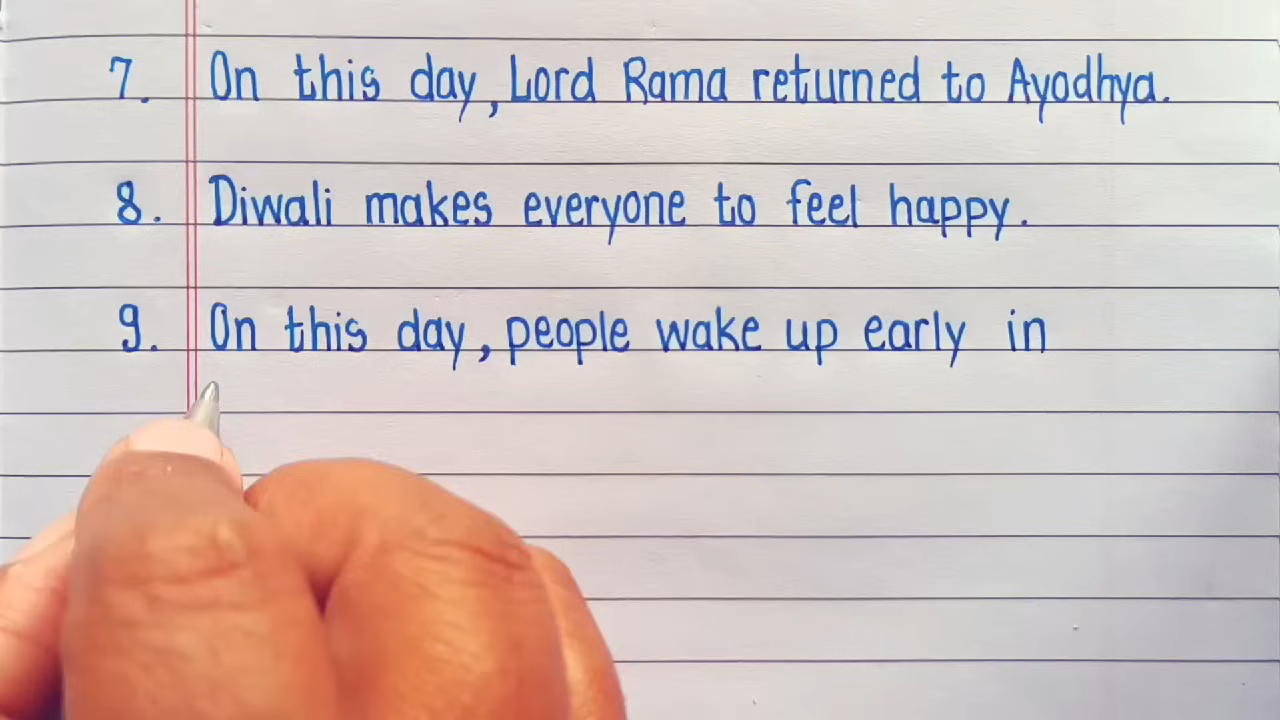 7. On this day, Lord Rama returned to Ayodhya.
8. Diwali makes everyone to feel happy.
9. On this day, people wake up early in